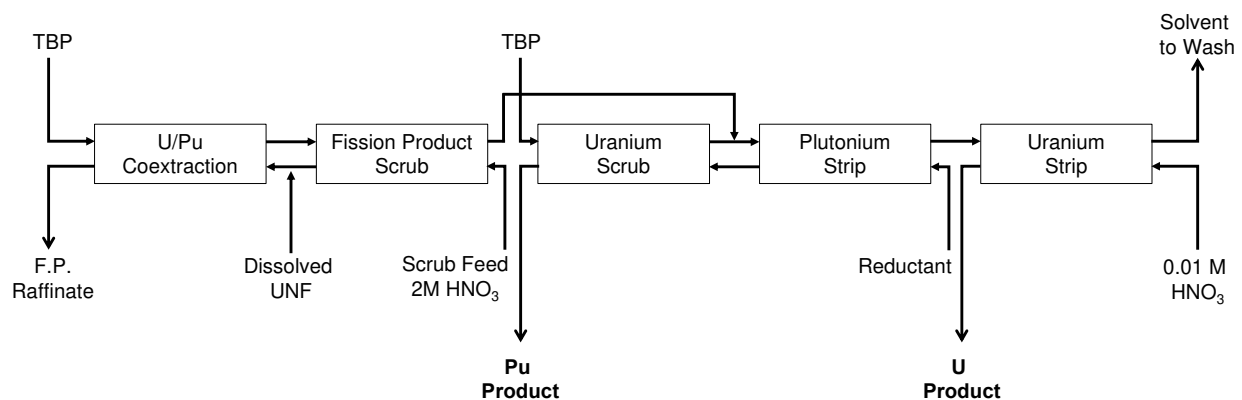 TBP
TBP
Solvent
to Wash
U/Pu
Coextraction
Fission Product
Scrub
Uranium
Scrub
Plutonium
Strip
Uranium
Strip
F.P.
Raffinate
Dissolved
UNF
Scrub Feed
2M HNO₃
Reductant
0.01 M
HNO₃
Pu
Product
U
Product